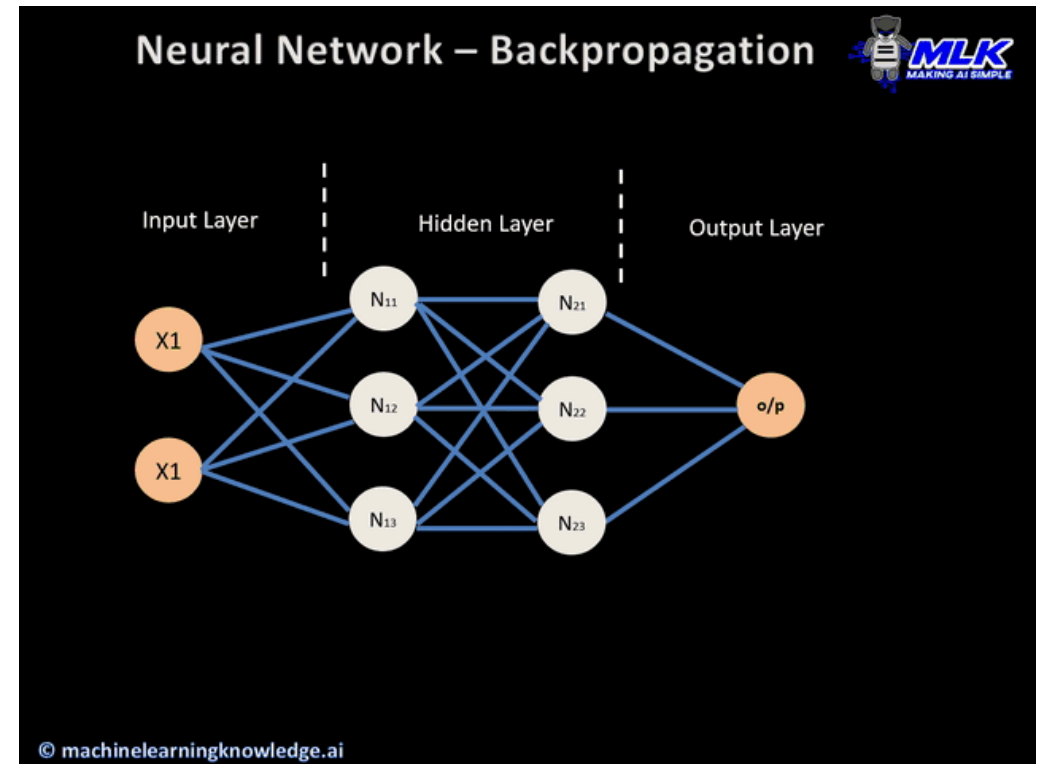 Neural Network – Backpropagation
MLK
MAKING AI SIMPLE
Input Layer
Hidden Layer
Output Layer
N₁₁
N₂₁
X1
N₁₂
N₂₂
o/p
X1
N₁₃
N₂₃
© machinelearningknowledge.ai